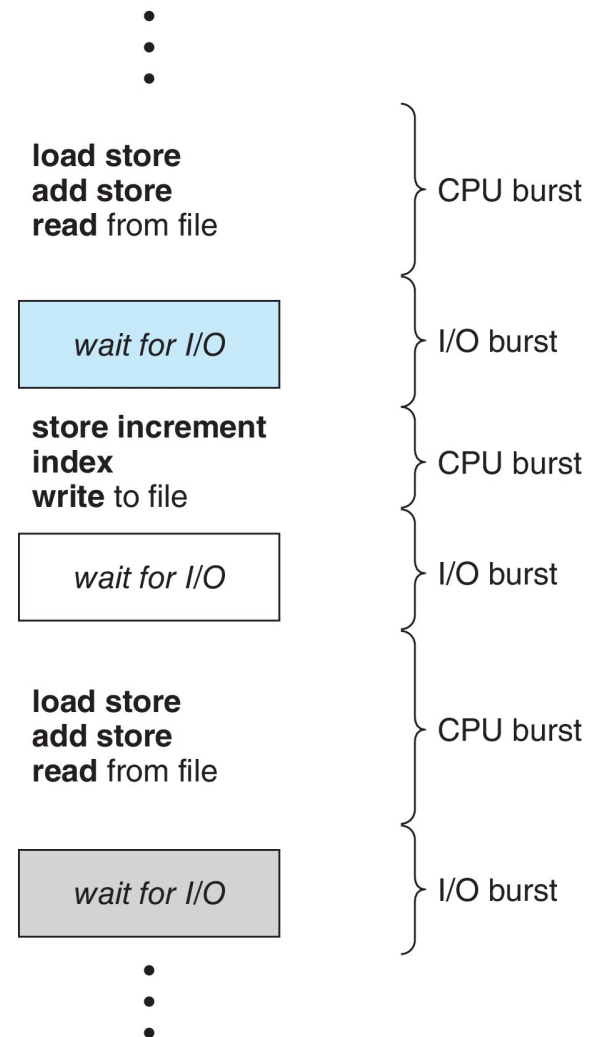 load store
add store
read from file
CPU burst
wait for I/O
I/O burst
store increment
index
write to file
CPU burst
wait for I/O
I/O burst
load store
add store
read from file
CPU burst
wait for I/O
I/O burst